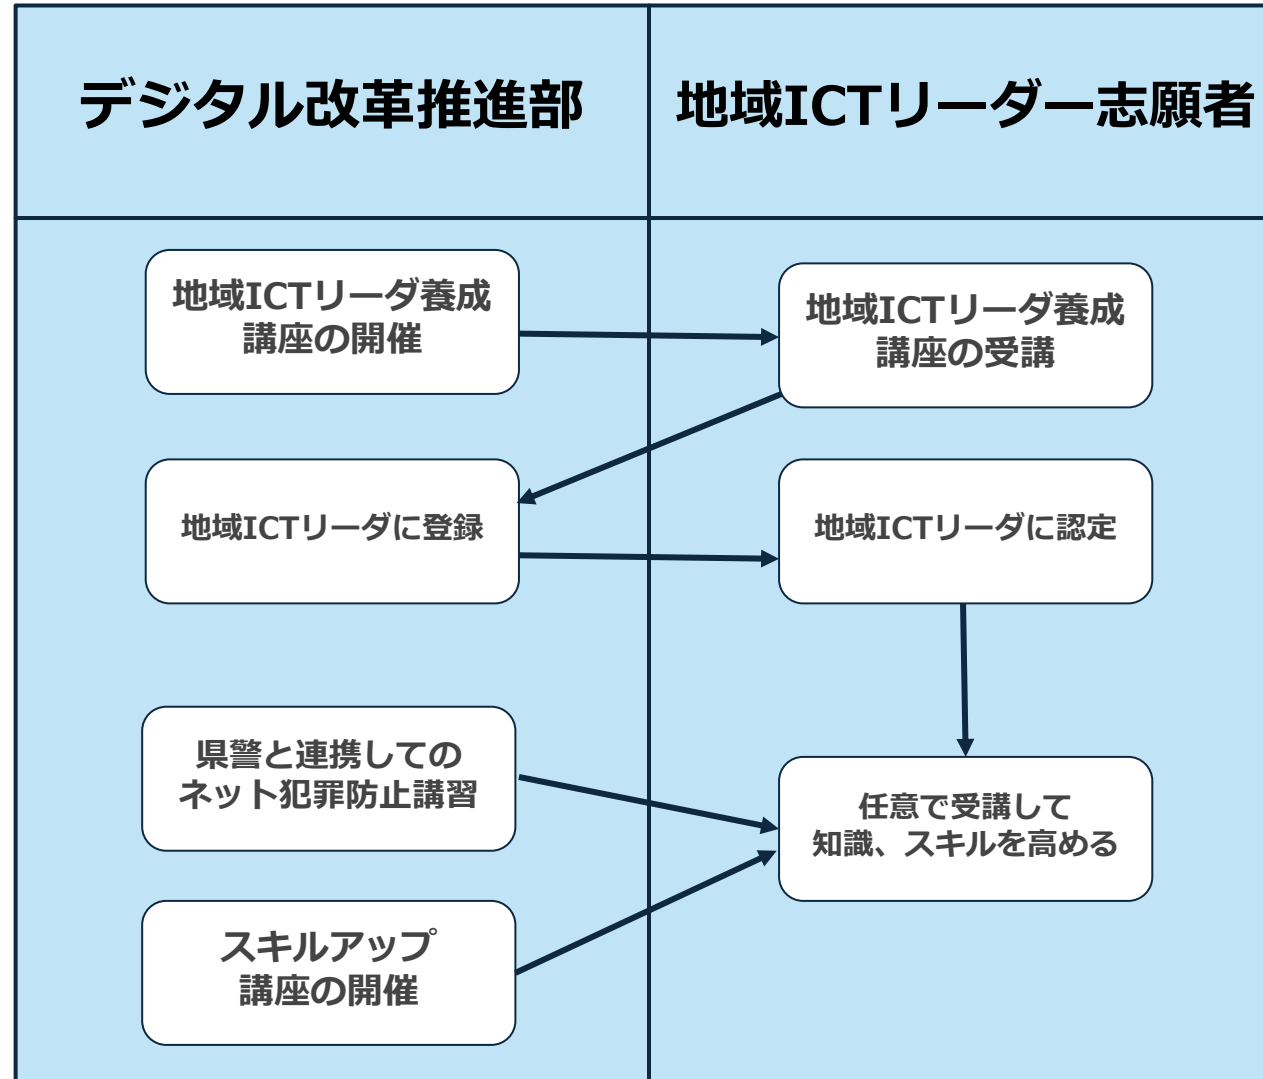 デジタル改革推進部
地域ICTリーダー志願者
地域ICTリーダ養成
講座の開催
地域ICTリーダ養成
講座の受講
地域ICTリーダに登録
地域ICTリーダに認定
県警と連携しての
ネット犯罪防止講習
任意で受講して
知識、スキルを高める
スキルアップ
講座の開催